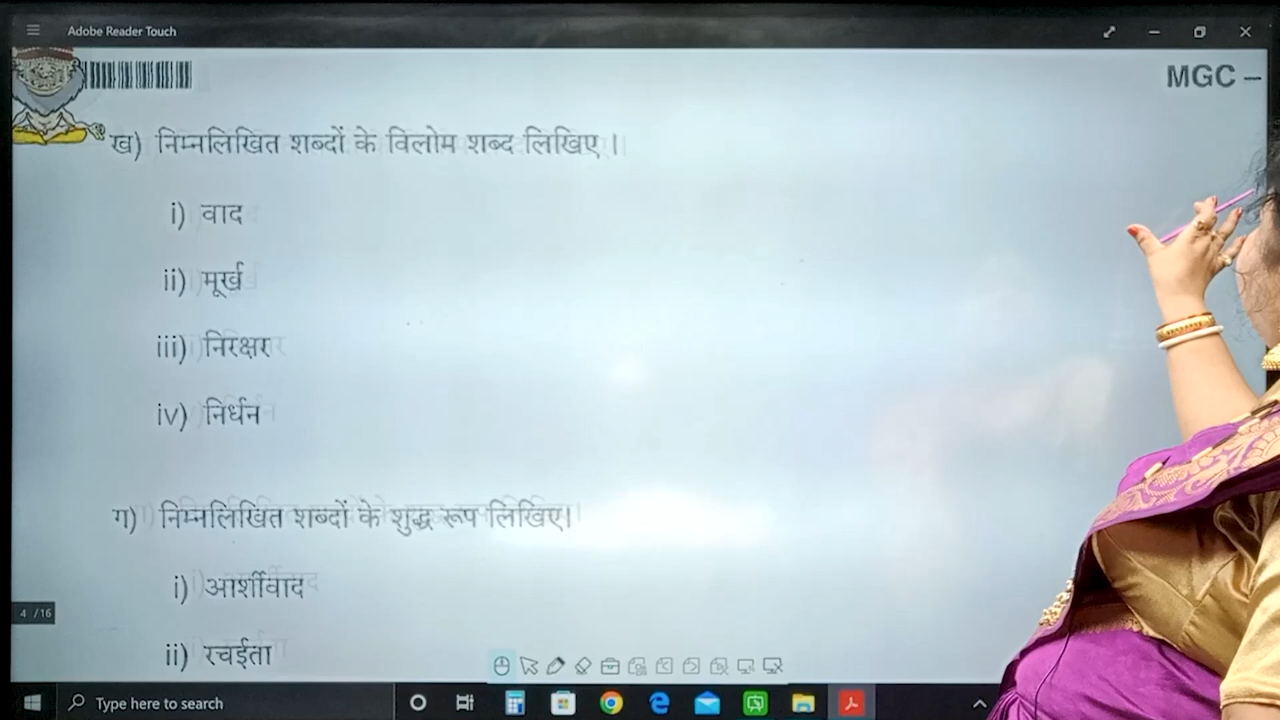 Adobe Reader Touch
MGC –
ख) निम्नलिखित शब्दों के विलोम शब्द लिखिए ।
i) वाद
ii) मूर्ख
iii) निरक्षर
iv) निर्धन
ग) निम्नलिखित शब्दों के शुद्ध रूप लिखिए।
i) आर्शीवाद
4 /16
ii) रचईता
Type here to search